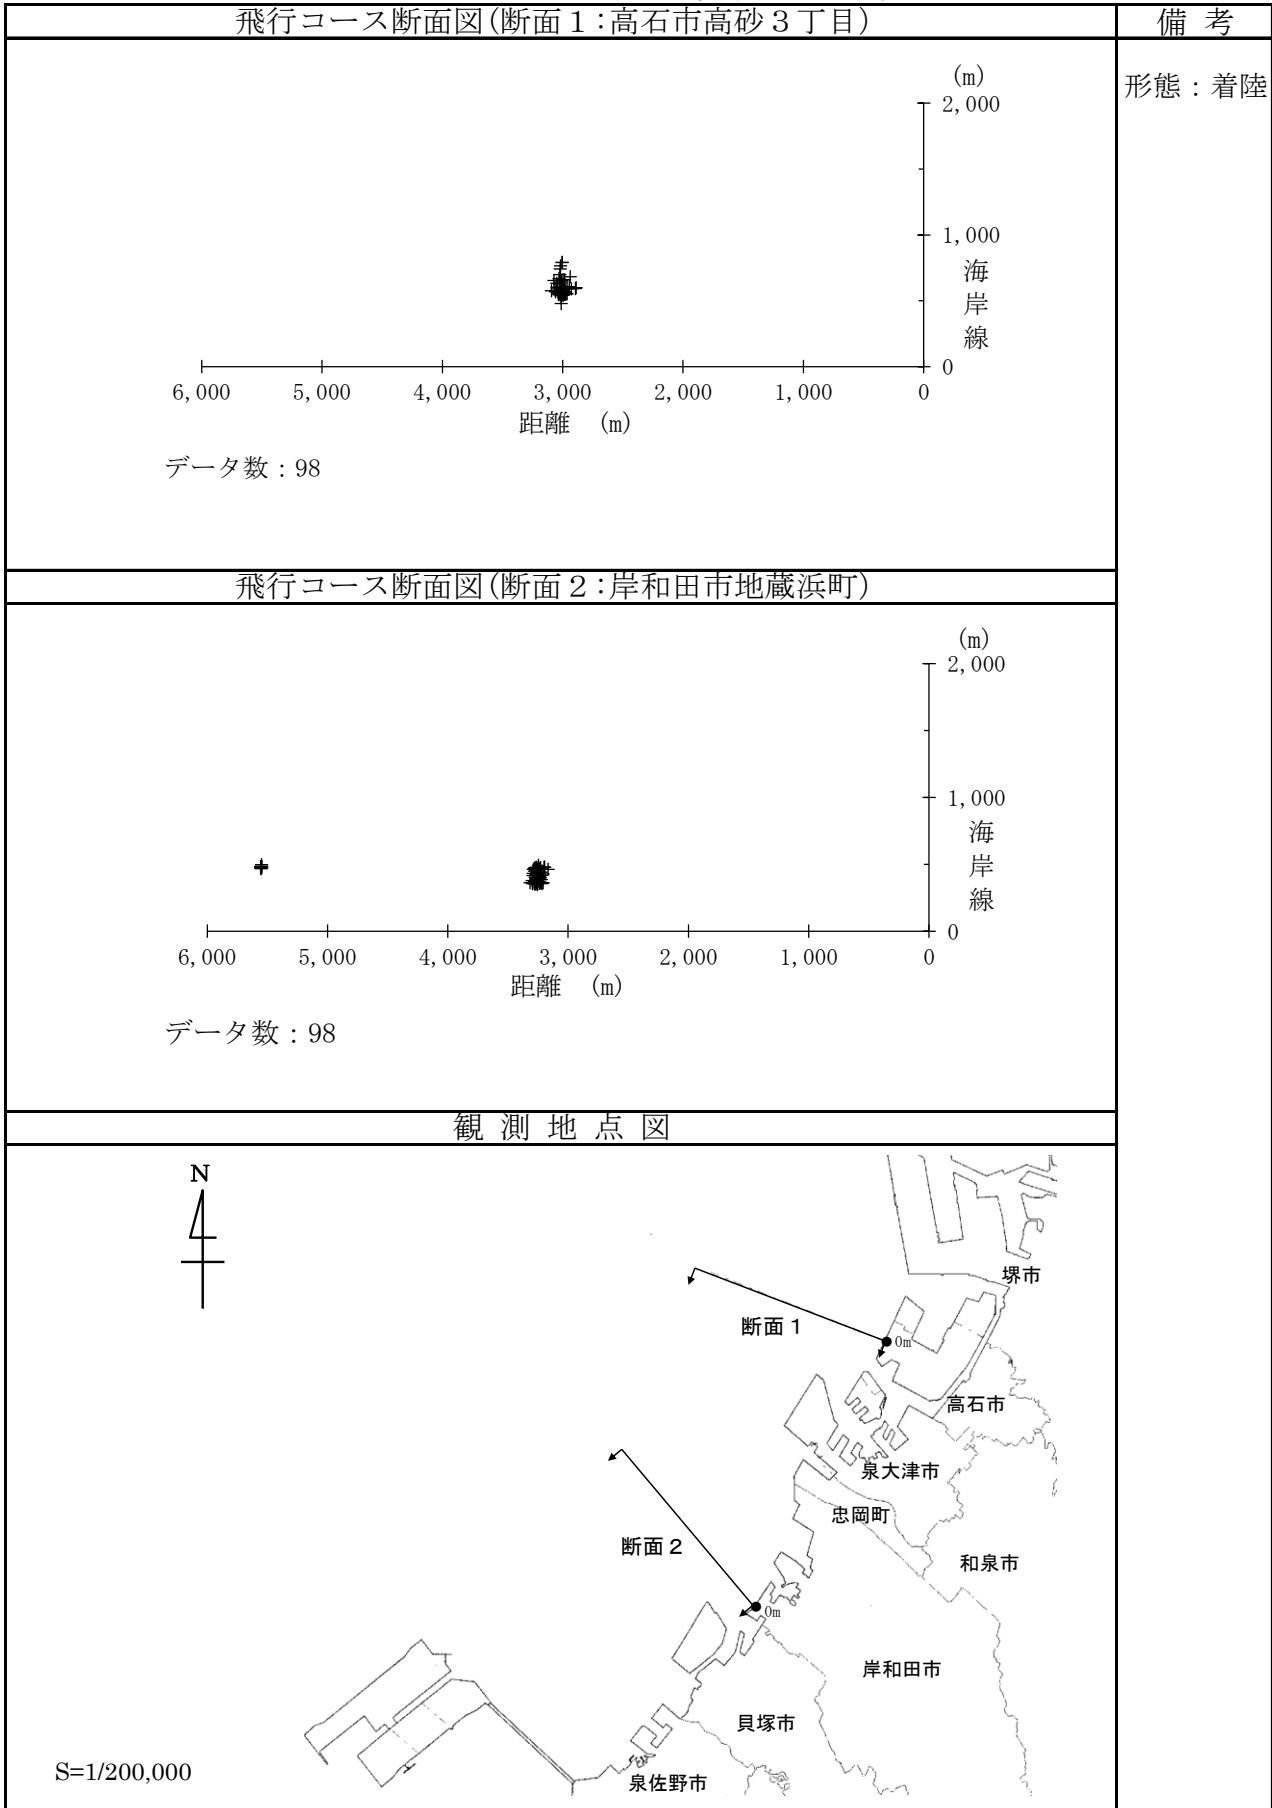 飛行コース断面図(断面１:高石市高砂３丁目)
備 考
形態：着陸
(m)
2,000
1,000
海岸線
0
6,000 5,000 4,000 3,000 2,000 1,000 0
距離 (m)
データ数：98
飛行コース断面図(断面２:岸和田市地蔵浜町)
(m)
2,000
1,000
海岸線
0
6,000 5,000 4,000 3,000 2,000 1,000 0
距離 (m)
データ数：98
観 測 地 点 図
N
堺市
断面１
0m
高石市
泉大津市
忠岡町
断面２
和泉市
0m
岸和田市
貝塚市
S=1/200,000
泉佐野市